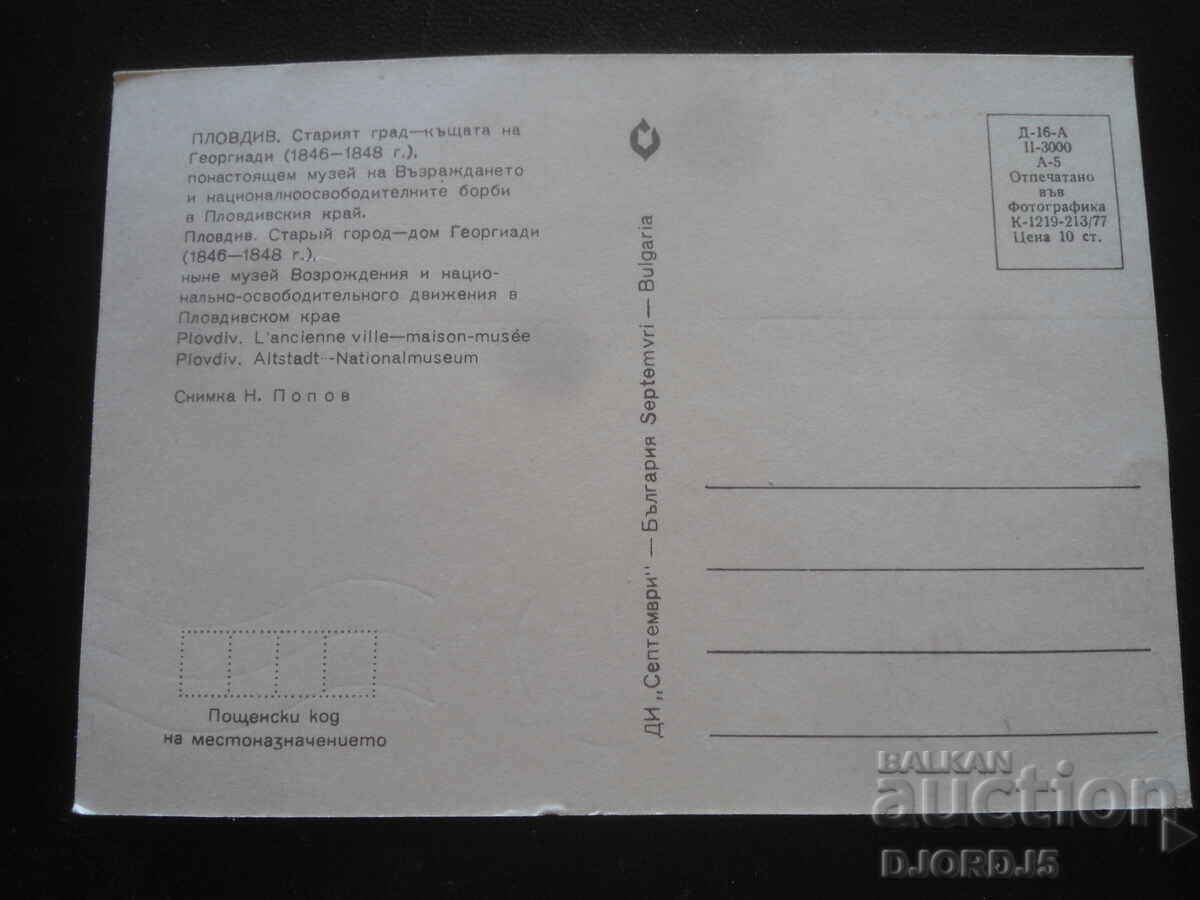 ПЛОВДИВ. Старият град—къщата на
Георгиади (1846—1848 г.),
понастоящем музей на Възраждането
и националноосвободителните борби
в Пловдивския край.
Пловдив. Старый город—дом Георгиади
(1846—1848 г.),
ныне музей Возрождения и нацио-
нально-освободительного движения в
Пловдивском крае
Plovdiv. L'ancienne ville—maison-musée
Plovdiv. Altstadt--Nationalmuseum
Снимка Н. Попов
Пощенски код
на местоназначението
ДИ „Септември" — България Septemvri — Bulgaria
Д-16-А
II-3000
А-5
Отпечатано
във
Фотографика
К-1219-213/77
Цена 10 ст.
BALKAN
auction
DJORDJ5